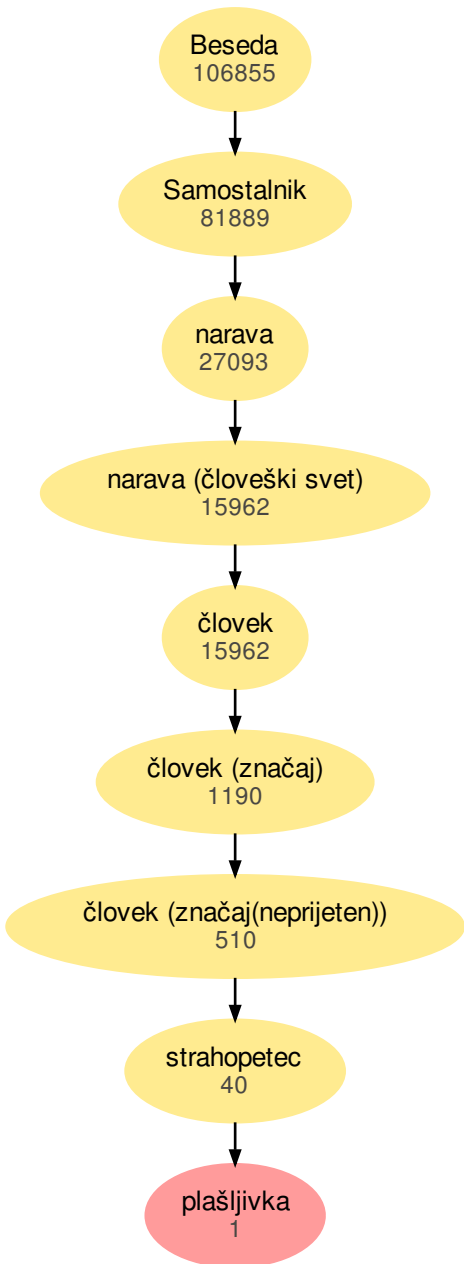 Beseda
106855
Samostalnik
81889
narava
27093
narava (človeški svet)
15962
človek
15962
človek (značaj)
1190
človek (značaj(neprijeten))
510
strahopetec
40
plašljivka
1